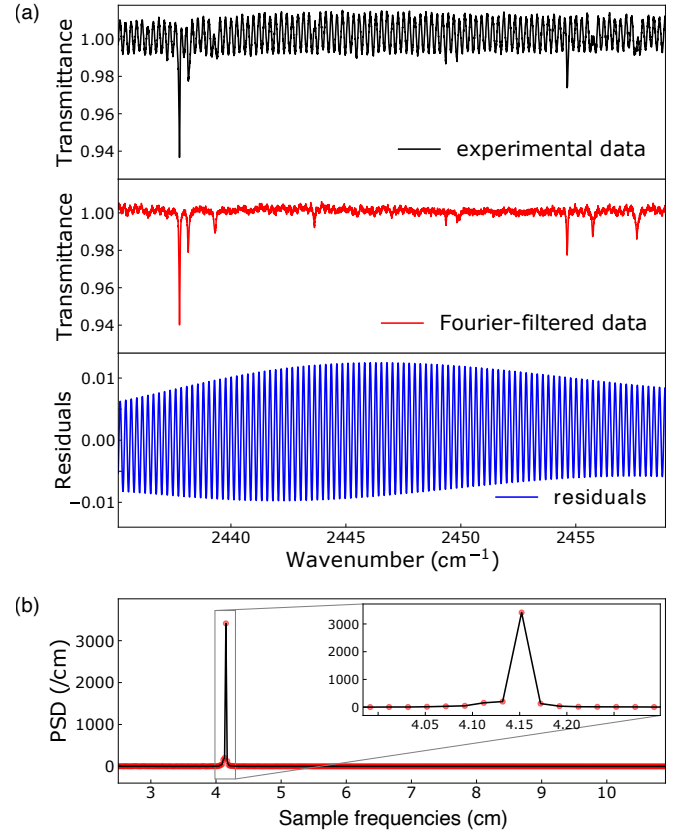 (a)
1.00
0.98
0.96
0.94
Transmittance
experimental data
1.00
0.98
0.96
0.94
Transmittance
Fourier-filtered data
0.01
0.00
−0.01
Residuals
residuals
2440 2445 2450 2455
Wavenumber (cm⁻¹)
(b)
3000
2000
1000
0
PSD (/cm)
3000
2000
1000
0
4.05 4.10 4.15 4.20
3 4 5 6 7 8 9 10
Sample frequencies (cm)